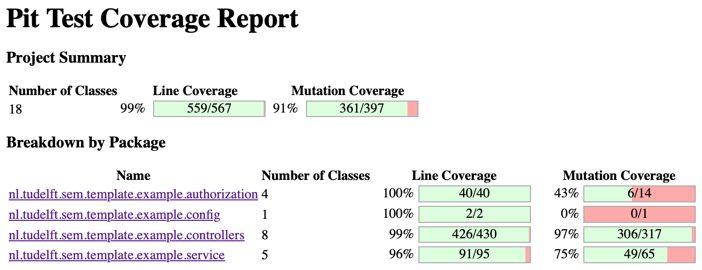 Pit Test Coverage Report
Project Summary
Number of Classes Line Coverage Mutation Coverage
18 99% 559/567 91% 361/397
Breakdown by Package
Name Number of Classes Line Coverage Mutation Coverage
nl.tudelft.sem.template.example.authorization 4 100% 40/40 43% 6/14
nl.tudelft.sem.template.example.config 1 100% 2/2 0% 0/1
nl.tudelft.sem.template.example.controllers 8 99% 426/430 97% 306/317
nl.tudelft.sem.template.example.service 5 96% 91/95 75% 49/65